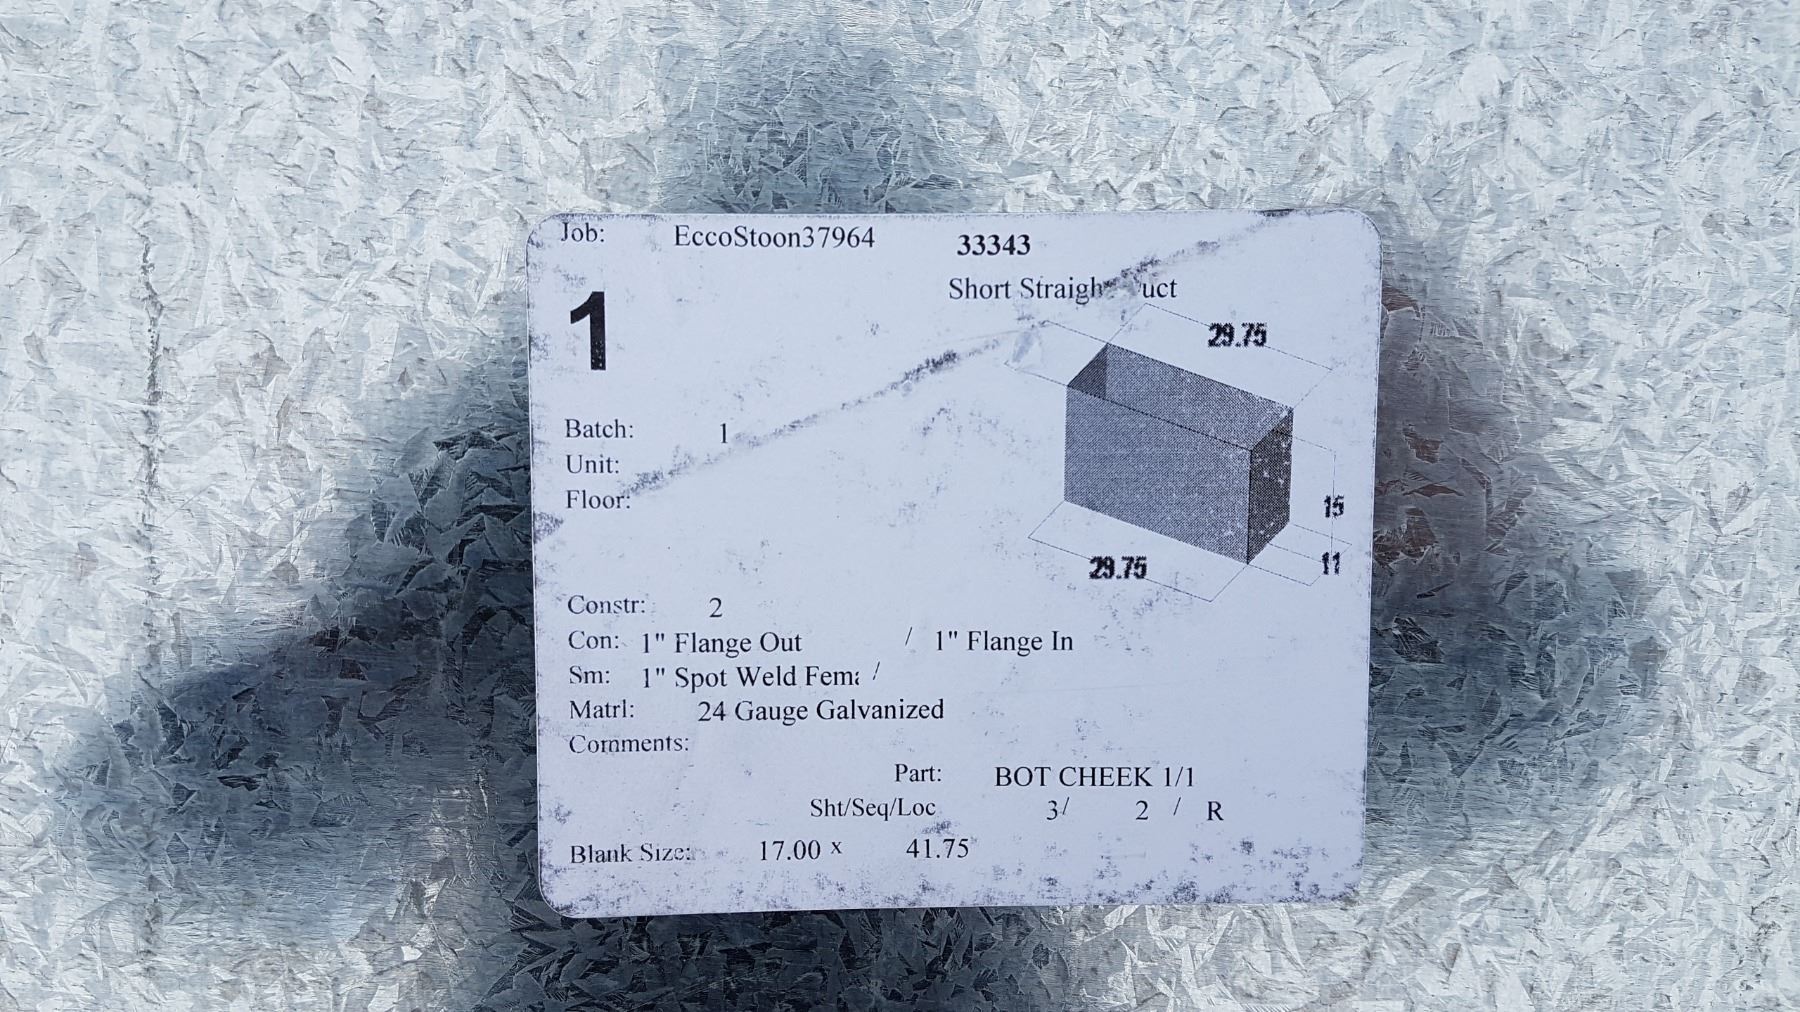 Job: EccoStoon37964 33343
Short Straigh uct
1
29.75
Batch: 1
Unit:
Floor:
15
11
29.75
Constr: 2
Con: 1" Flange Out / 1" Flange In
Sm: 1" Spot Weld Fema /
Matrl: 24 Gauge Galvanized
Comments:
Part: BOT CHEEK 1/1
Sht/Seq/Loc 3/ 2 / R
Blank Size: 17.00 x 41.75